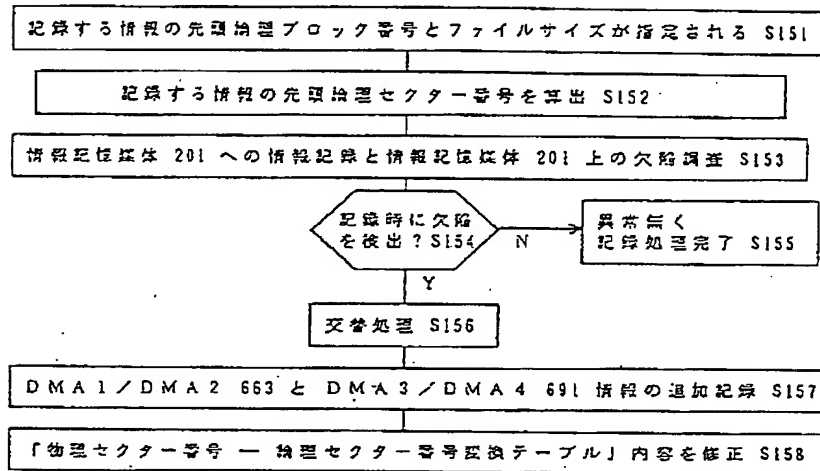 記録する情報の先頭論理ブロック番号とファイルサイズが指定される S151
記録する情報の先頭論理セクター番号を算出 S152
情報記憶媒体 201 への情報記録と情報記憶媒体 201 上の欠陥調査 S153
記録時に欠陥
を検出？S154
N
異常無く
記録処理完了 S155
Y
交替処理 S156
DMA1／DMA2 663 と DMA3／DMA4 691 情報の追加記録 S157
「物理セクター番号 ― 論理セクター番号変換テーブル」内容を修正 S158